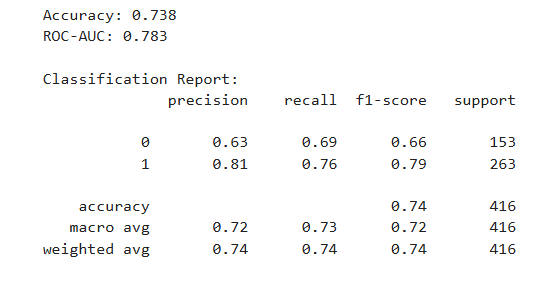 Accuracy: 0.738
ROC-AUC: 0.783
Classification Report:
precision recall f1-score support
0 0.63 0.69 0.66 153
1 0.81 0.76 0.79 263
accuracy 0.74 416
macro avg 0.72 0.73 0.72 416
weighted avg 0.74 0.74 0.74 416